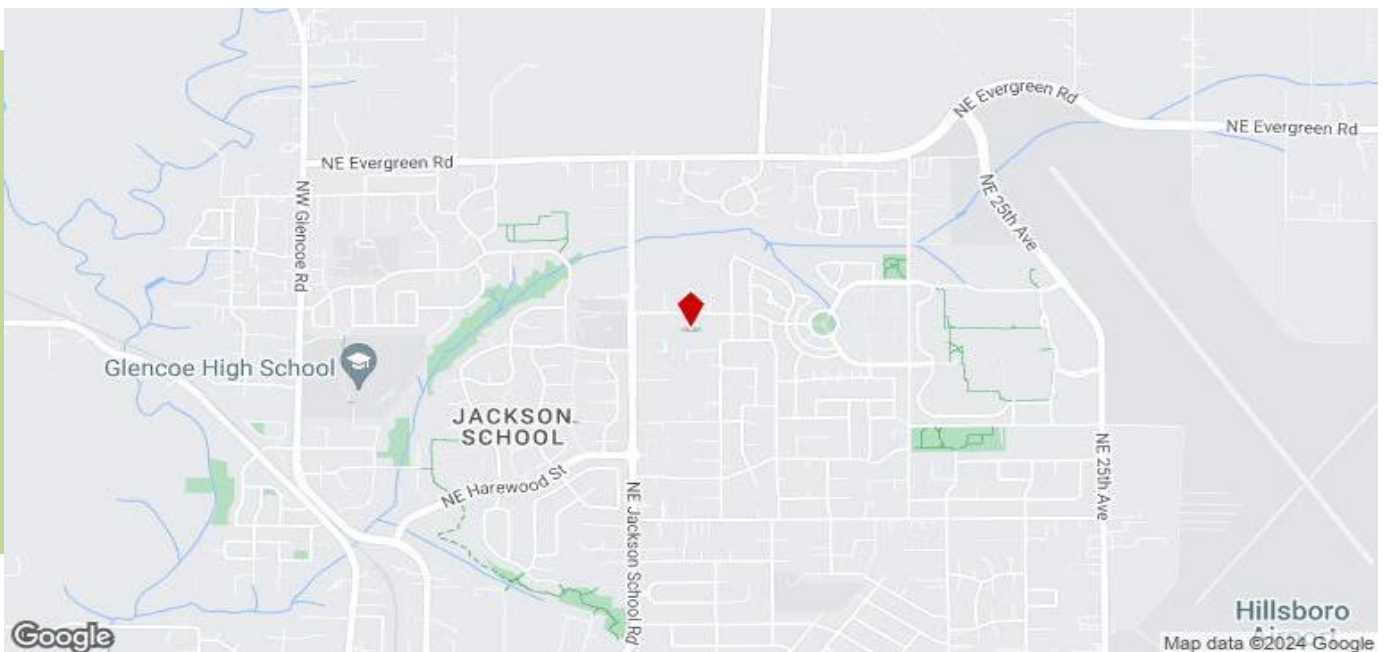 NE Evergreen Rd
NE Evergreen Rd
NE Evergreen Rd
NW Glencoe Rd
NE 25th Ave
Glencoe High School
JACKSON
SCHOOL
NE Harewood St
NE Jackson School Rd
NE 25th Ave
Hillsboro
Airport
Google
Map data ©2024 Google